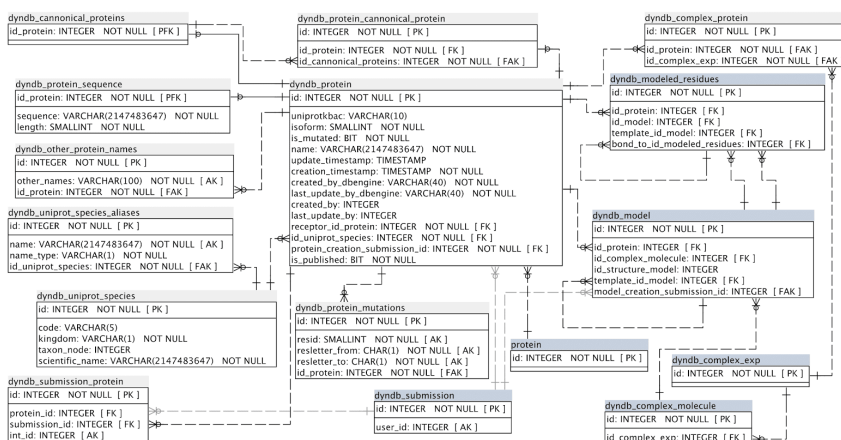 dyndb_cannonical_proteins
id_protein: INTEGER NOT NULL [ PFK ]
dyndb_protein_cannonical_protein
id: INTEGER NOT NULL [ PK ]
id_protein: INTEGER NOT NULL [ FK ]
id_cannonical_proteins: INTEGER NOT NULL [ FAK ]
dyndb_complex_protein
id: INTEGER NOT NULL [ PK ]
id_protein: INTEGER NOT NULL [ FAK ]
id_complex_exp: INTEGER NOT NULL [ FAK
dyndb_protein_sequence
id_protein: INTEGER NOT NULL [ PFK ]
sequence: VARCHAR(2147483647) NOT NULL
length: SMALLINT NOT NULL
dyndb_other_protein_names
id: INTEGER NOT NULL [ PK ]
other_names: VARCHAR(100) NOT NULL [ AK ]
id_protein: INTEGER NOT NULL [ FAK ]
dyndb_uniprot_species_aliases
id: INTEGER NOT NULL [ PK ]
name: VARCHAR(2147483647) NOT NULL [ AK ]
name_type: VARCHAR(1) NOT NULL
id_uniprot_species: INTEGER NOT NULL [ FAK ]
dyndb_uniprot_species
id: INTEGER NOT NULL [ PK ]
code: VARCHAR(5)
kingdom: VARCHAR(1) NOT NULL
taxon_node: INTEGER
scientific_name: VARCHAR(2147483647) NOT NULL
dyndb_submission_protein
id: INTEGER NOT NULL [ PK ]
protein_id: INTEGER [ FK ]
submission_id: INTEGER [ FK ]
int_id: INTEGER [ AK ]
dyndb_protein
id: INTEGER NOT NULL [ PK ]
uniprotkbac: VARCHAR(10)
isoform: SMALLINT NOT NULL
is_mutated: BIT NOT NULL
name: VARCHAR(2147483647) NOT NULL
update_timestamp: TIMESTAMP
creation_timestamp: TIMESTAMP NOT NULL
created_by_dbengine: VARCHAR(40) NOT NULL
last_update_by_dbengine: VARCHAR(40) NOT NULL
created_by: INTEGER
last_update_by: INTEGER
receptor_id_protein: INTEGER [ FK ]
id_uniprot_species: INTEGER NOT NULL [ FK ]
protein_creation_submission_id: INTEGER NOT NULL [ FK ]
is_published: BIT NOT NULL
dyndb_protein_mutations
id: INTEGER NOT NULL [ PK ]
resid: SMALLINT NOT NULL [ AK ]
resletter_from: CHAR(1) NOT NULL [ AK ]
resletter_to: CHAR(1) NOT NULL [ AK ]
id_protein: INTEGER NOT NULL [ FAK ]
dyndb_submission
id: INTEGER NOT NULL [ PK ]
user_id: INTEGER [ AK ]
protein
id: INTEGER NOT NULL [ PK ]
dyndb_modeled_residues
id: INTEGER NOT NULL [ PK ]
id_protein: INTEGER [ FK ]
id_model: INTEGER [ FK ]
template_id_model: INTEGER [ FK ]
bond_to_id_modeled_residues: INTEGER [ FK ]
dyndb_model
id: INTEGER NOT NULL [ PK ]
id_protein: INTEGER [ FK ]
id_complex_molecule: INTEGER [ FK ]
id_structure_model: INTEGER
template_id_model: INTEGER [ FK ]
model_creation_submission_id: INTEGER [ FAK ]
dyndb_complex_exp
id: INTEGER NOT NULL [ PK ]
dyndb_complex_molecule
id: INTEGER NOT NULL [ PK ]
id_complex_exp: INTEGER [ FK ]